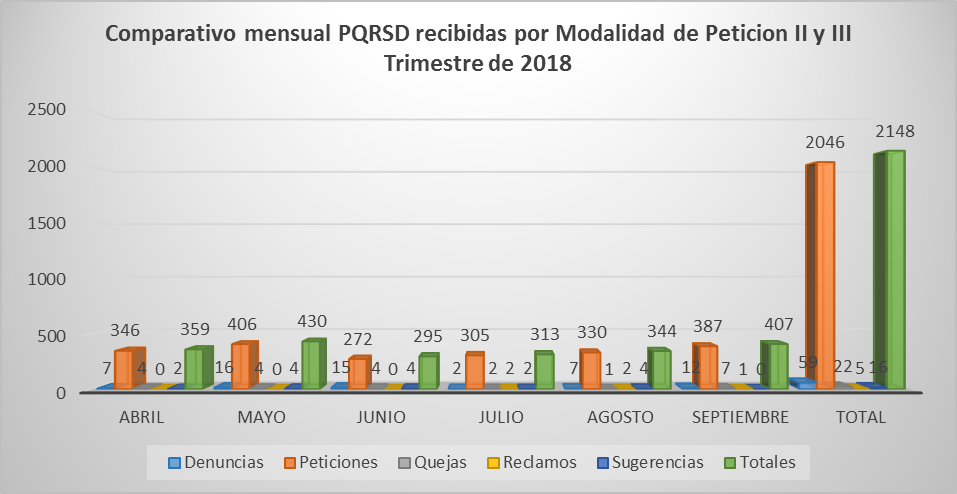 Comparativo mensual PQRSD recibidas por Modalidad de Peticion II y III
Trimestre de 2018
2500
2000
1500
1000
500
0
7 346 4 0 2 359
16 406 4 0 4 430
15 272 4 0 4 295
2 305 2 2 2 313
7 330 1 2 4 344
12 387 7 1 0 407
59 2046 22 5 16 2148
ABRIL MAYO JUNIO JULIO AGOSTO SEPTIEMBRE TOTAL
Denuncias Peticiones Quejas Reclamos Sugerencias Totales